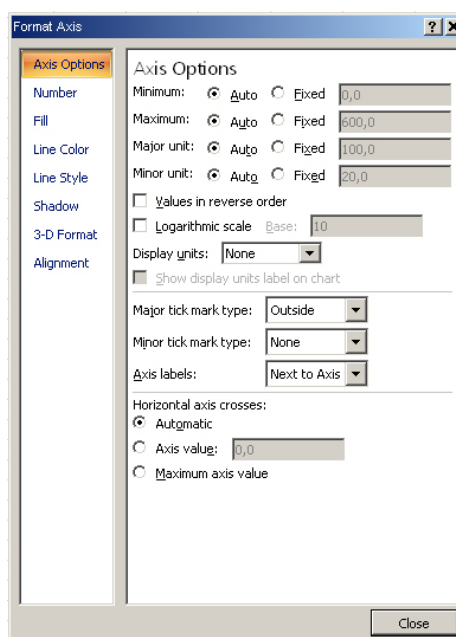 Format Axis
Axis Options
Number
Fill
Line Color
Line Style
Shadow
3-D Format
Alignment
Axis Options
Minimum: Auto Fixed 0,0
Maximum: Auto Fixed 600,0
Major unit: Auto Fixed 100,0
Minor unit: Auto Fixed 20,0
Values in reverse order
Logarithmic scale Base: 10
Display units: None
Show display units label on chart
Major tick mark type: Outside
Minor tick mark type: None
Axis labels: Next to Axis
Horizontal axis crosses:
Automatic
Axis value: 0,0
Maximum axis value
Close